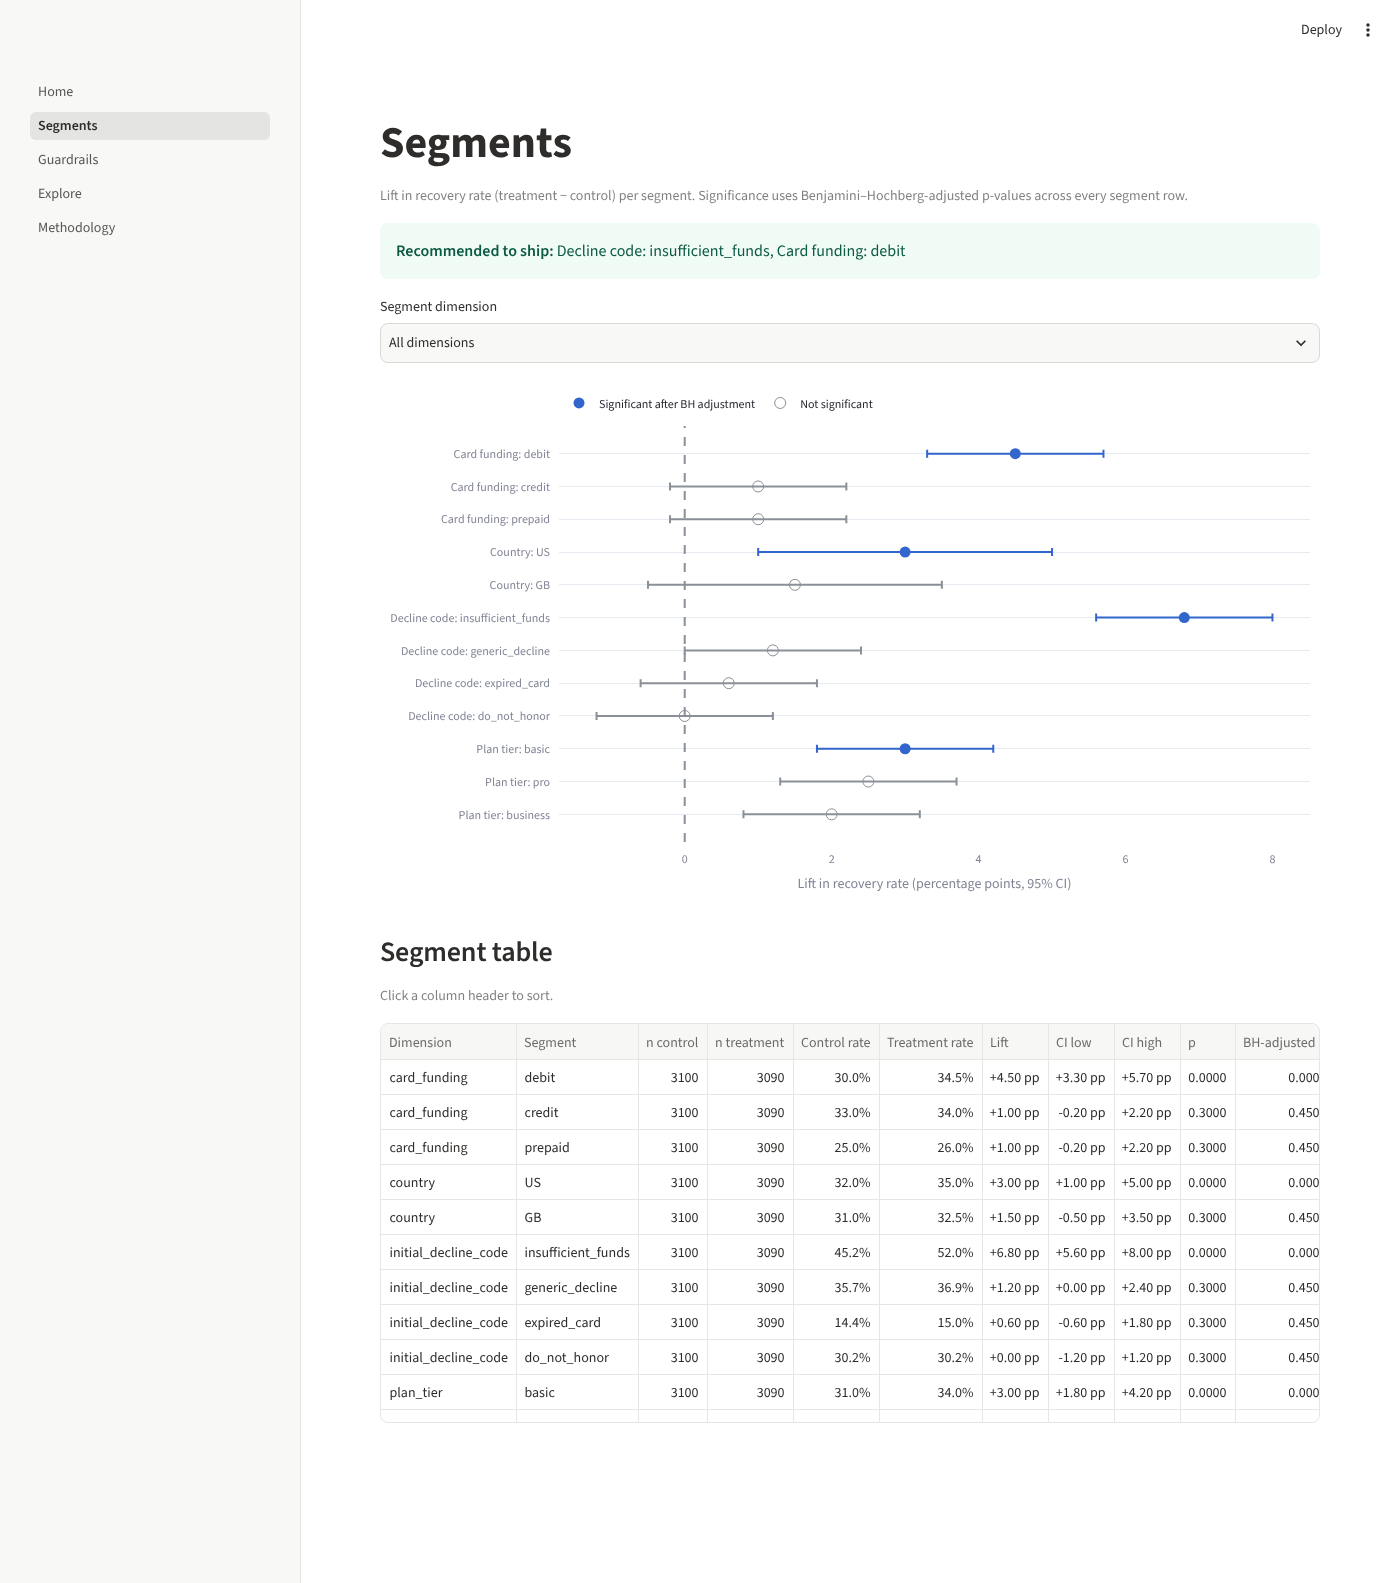 Deploy
Home
Segments
Guardrails
Explore
Methodology
Segments
Lift in recovery rate (treatment − control) per segment. Significance uses Benjamini–Hochberg-adjusted p-values across every segment row.
Recommended to ship: Decline code: insufficient_funds, Card funding: debit
Segment dimension
All dimensions
Significant after BH adjustment Not significant
Card funding: debit
Card funding: credit
Card funding: prepaid
Country: US
Country: GB
Decline code: insufficient_funds
Decline code: generic_decline
Decline code: expired_card
Decline code: do_not_honor
Plan tier: basic
Plan tier: pro
Plan tier: business
0 2 4 6 8
Lift in recovery rate (percentage points, 95% CI)
Segment table
Click a column header to sort.
Dimension Segment n control n treatment Control rate Treatment rate Lift CI low CI high p BH-adjusted
card_funding debit 3100 3090 30.0% 34.5% +4.50 pp +3.30 pp +5.70 pp 0.0000 0.000
card_funding credit 3100 3090 33.0% 34.0% +1.00 pp -0.20 pp +2.20 pp 0.3000 0.450
card_funding prepaid 3100 3090 25.0% 26.0% +1.00 pp -0.20 pp +2.20 pp 0.3000 0.450
country US 3100 3090 32.0% 35.0% +3.00 pp +1.00 pp +5.00 pp 0.0000 0.000
country GB 3100 3090 31.0% 32.5% +1.50 pp -0.50 pp +3.50 pp 0.3000 0.450
initial_decline_code insufficient_funds 3100 3090 45.2% 52.0% +6.80 pp +5.60 pp +8.00 pp 0.0000 0.000
initial_decline_code generic_decline 3100 3090 35.7% 36.9% +1.20 pp +0.00 pp +2.40 pp 0.3000 0.450
initial_decline_code expired_card 3100 3090 14.4% 15.0% +0.60 pp -0.60 pp +1.80 pp 0.3000 0.450
initial_decline_code do_not_honor 3100 3090 30.2% 30.2% +0.00 pp -1.20 pp +1.20 pp 0.3000 0.450
plan_tier basic 3100 3090 31.0% 34.0% +3.00 pp +1.80 pp +4.20 pp 0.0000 0.000